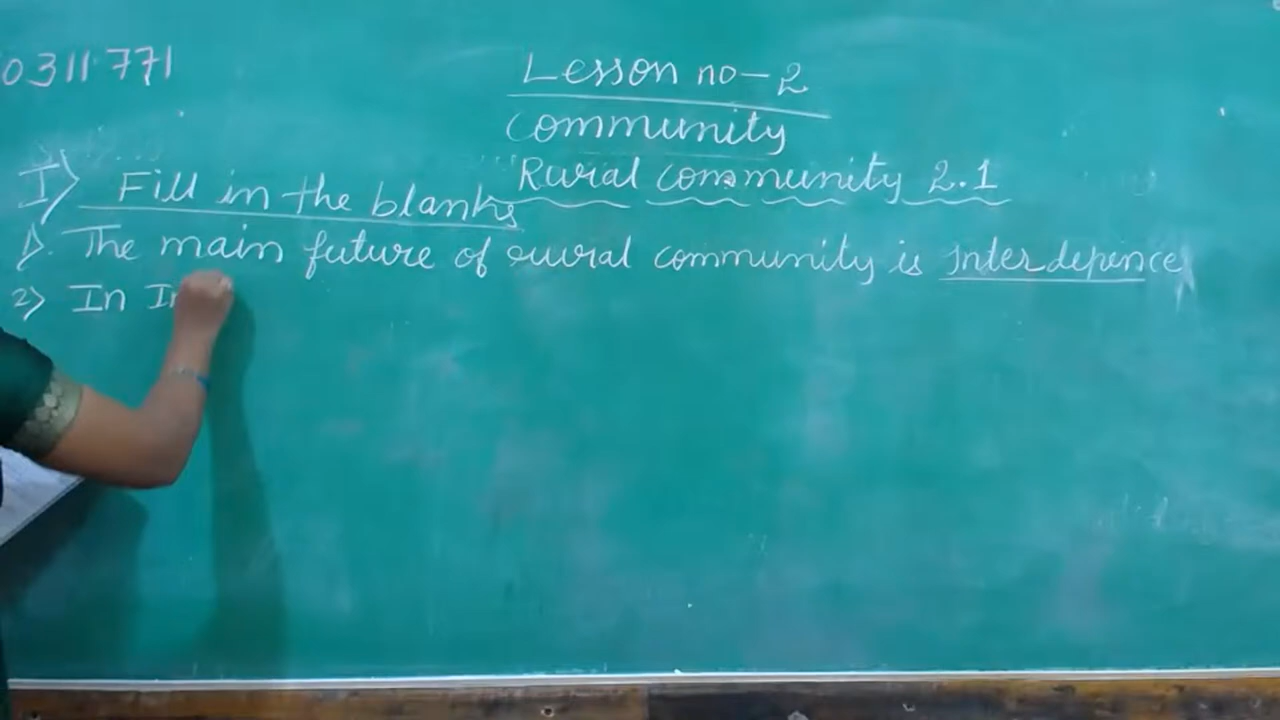 0311771
Lesson no-2
Community
Rural community 2.1
I> Fill in the blanks
1>. The main future of rural community is Interdepence
2> In In